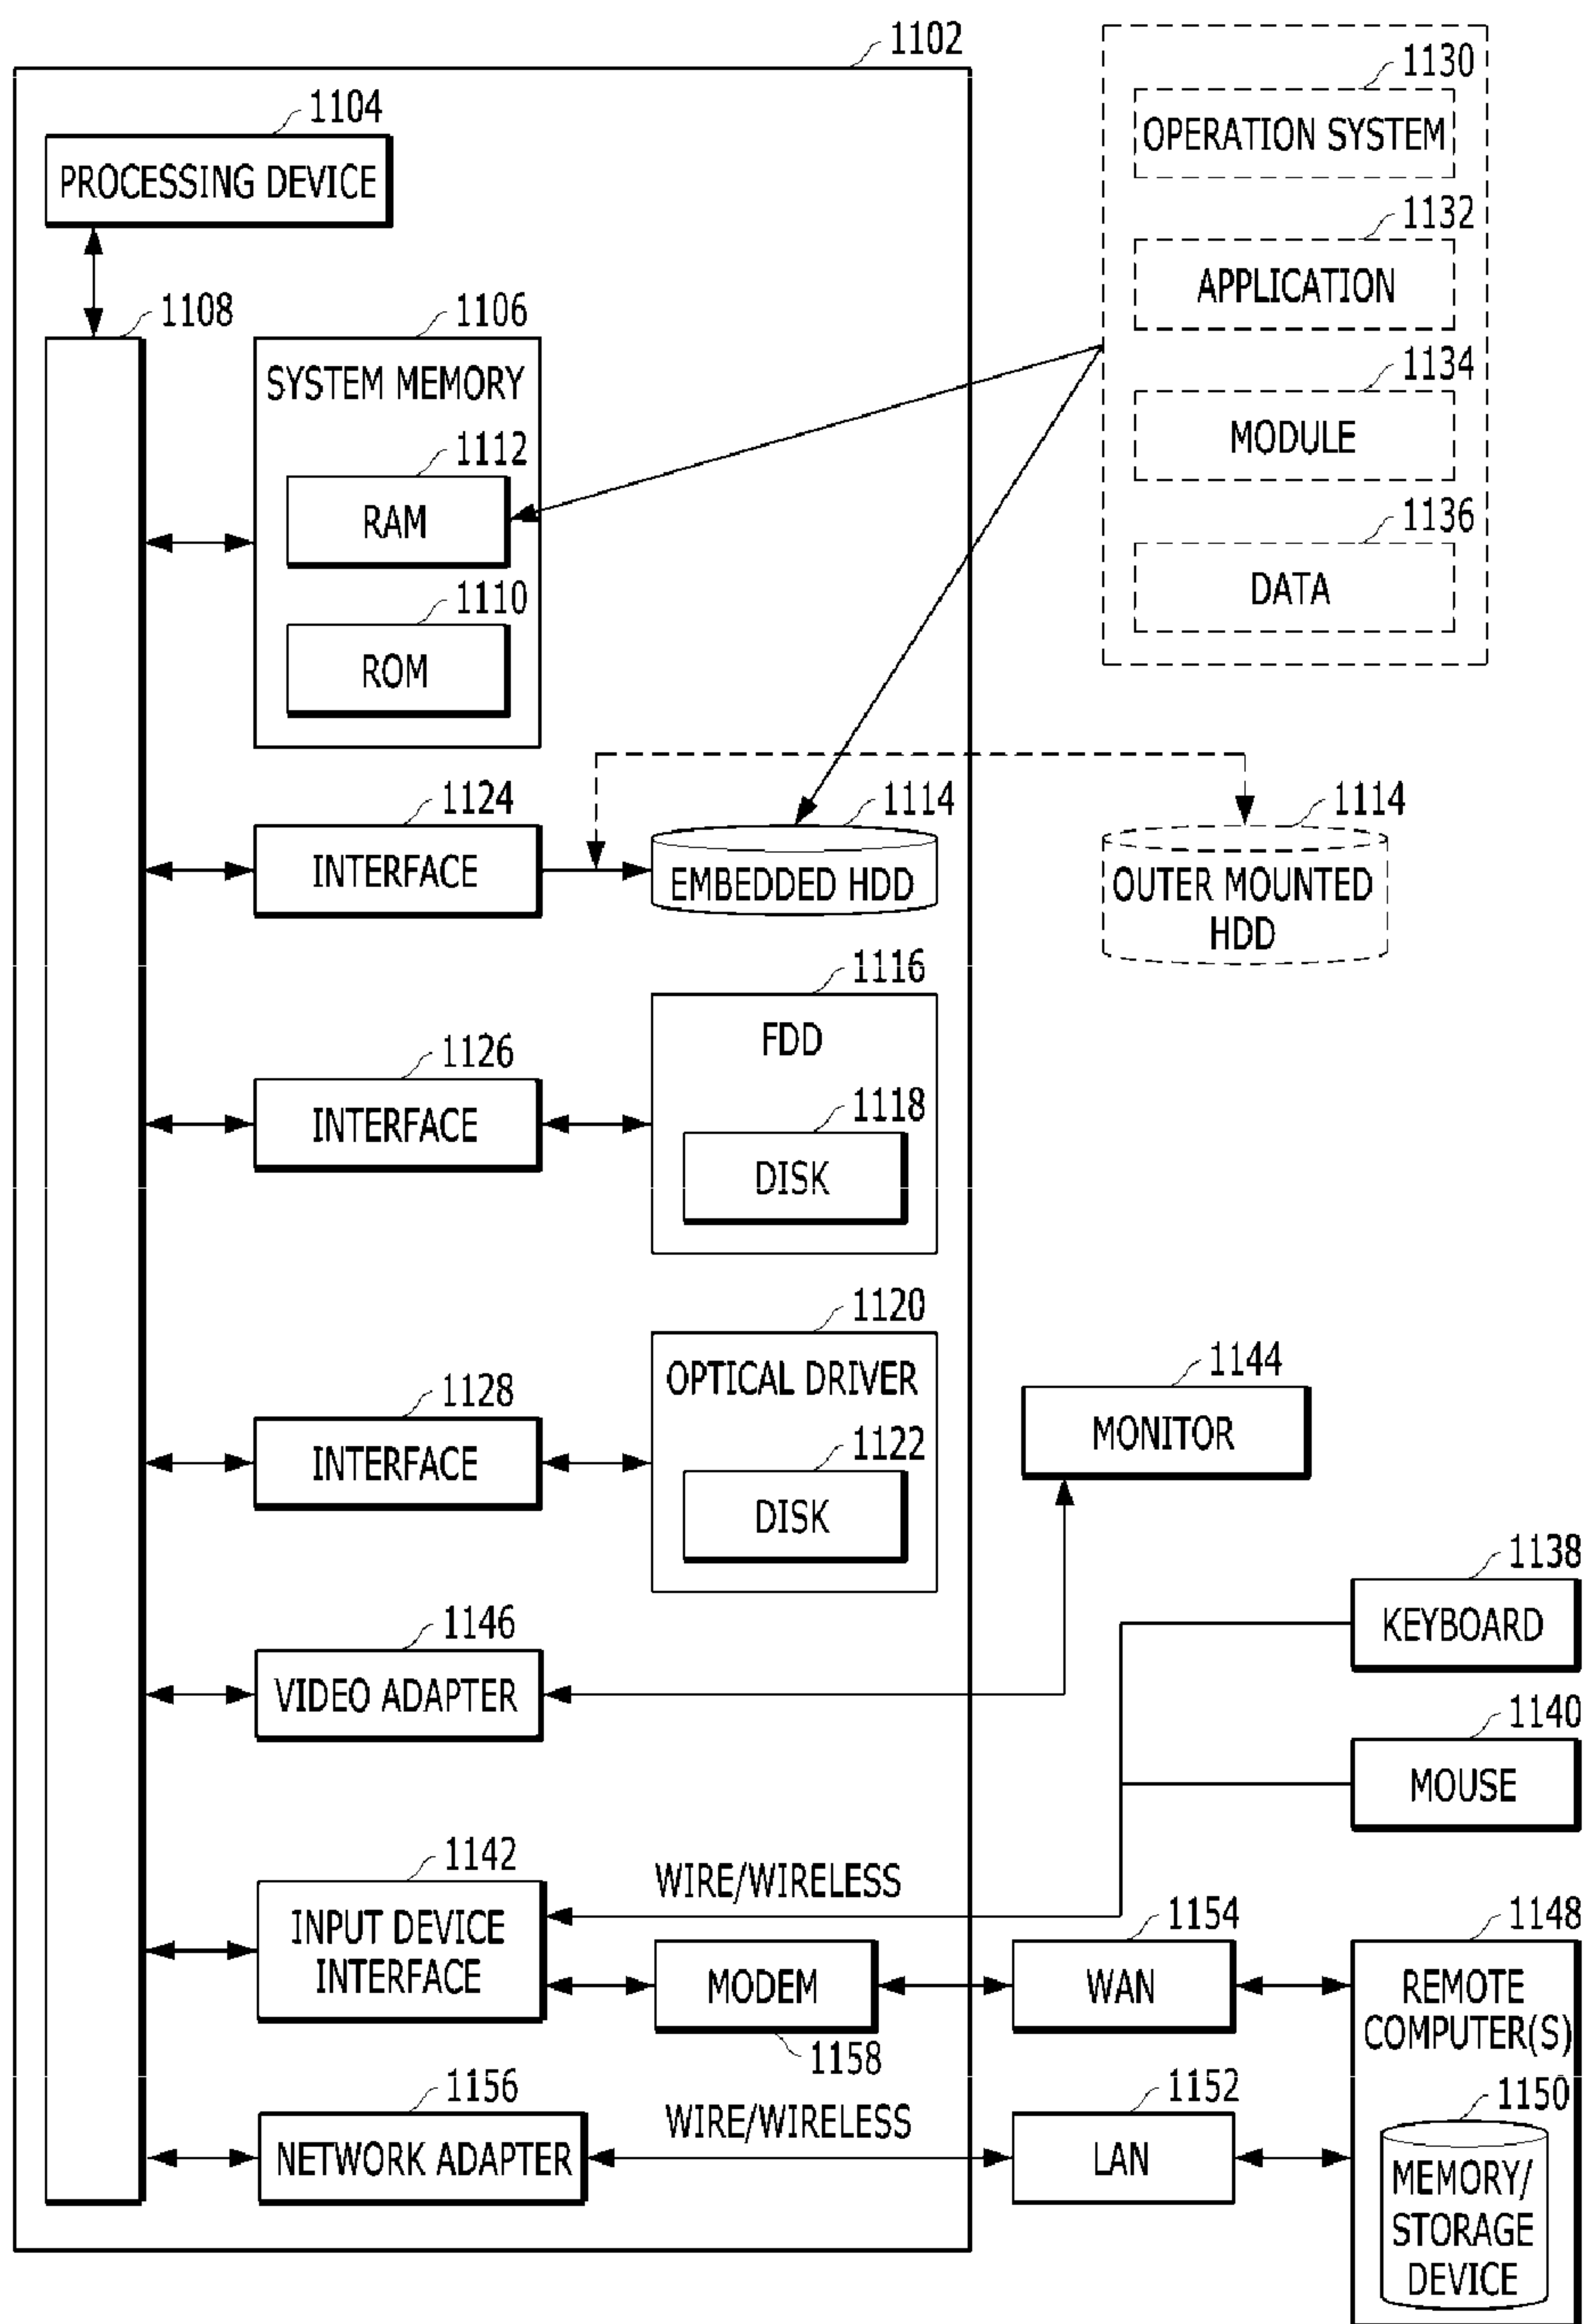 1102
1104
PROCESSING DEVICE
1108
1106
SYSTEM MEMORY
1112
RAM
1110
ROM
1130
OPERATION SYSTEM
1132
APPLICATION
1134
MODULE
1136
DATA
1124
INTERFACE
1114
EMBEDDED HDD
1114
OUTER MOUNTED
HDD
1126
INTERFACE
1116
FDD
1118
DISK
1128
INTERFACE
1120
OPTICAL DRIVER
1122
DISK
1144
MONITOR
1146
VIDEO ADAPTER
1138
KEYBOARD
1140
MOUSE
1142
INPUT DEVICE
INTERFACE
WIRE/WIRELESS
MODEM
1158
1154
WAN
1148
REMOTE
COMPUTER(S)
1156
NETWORK ADAPTER
WIRE/WIRELESS
1152
LAN
1150
MEMORY/
STORAGE
DEVICE